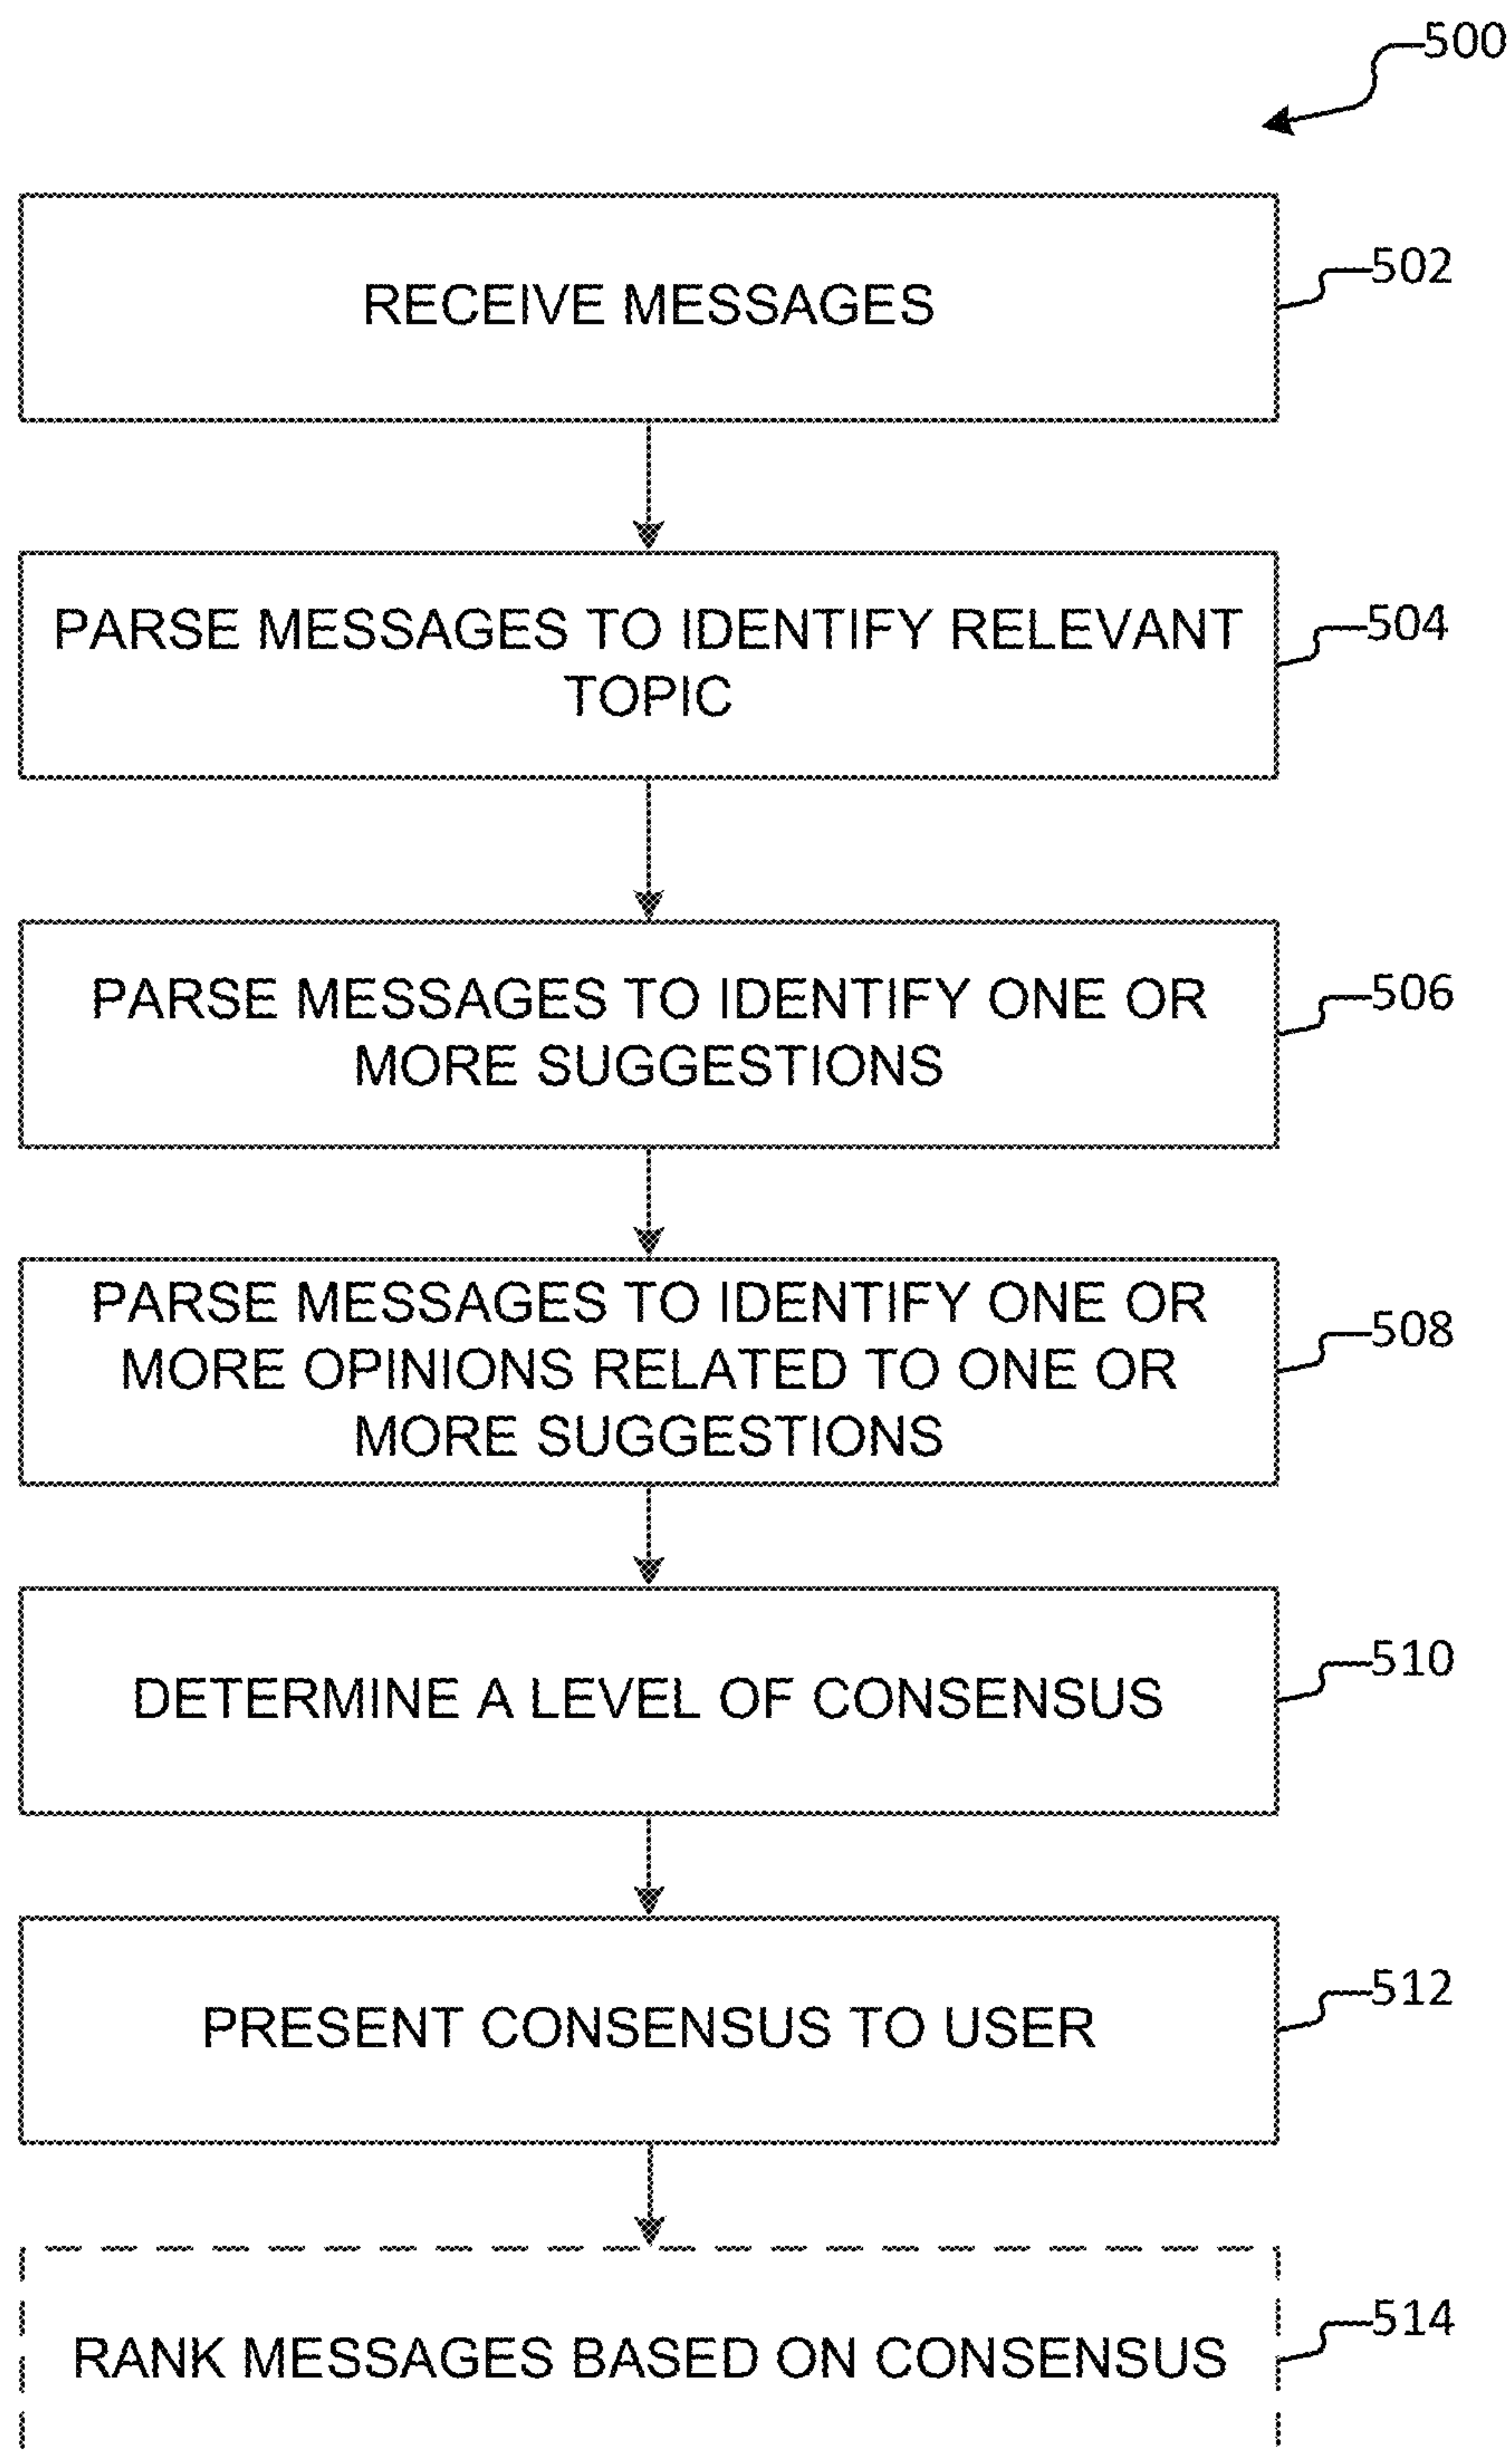 500
RECEIVE MESSAGES
502
PARSE MESSAGES TO IDENTIFY RELEVANT
TOPIC
504
PARSE MESSAGES TO IDENTIFY ONE OR
MORE SUGGESTIONS
506
PARSE MESSAGES TO IDENTIFY ONE OR
MORE OPINIONS RELATED TO ONE OR
MORE SUGGESTIONS
508
DETERMINE A LEVEL OF CONSENSUS
510
PRESENT CONSENSUS TO USER
512
RANK MESSAGES BASED ON CONSENSUS
514